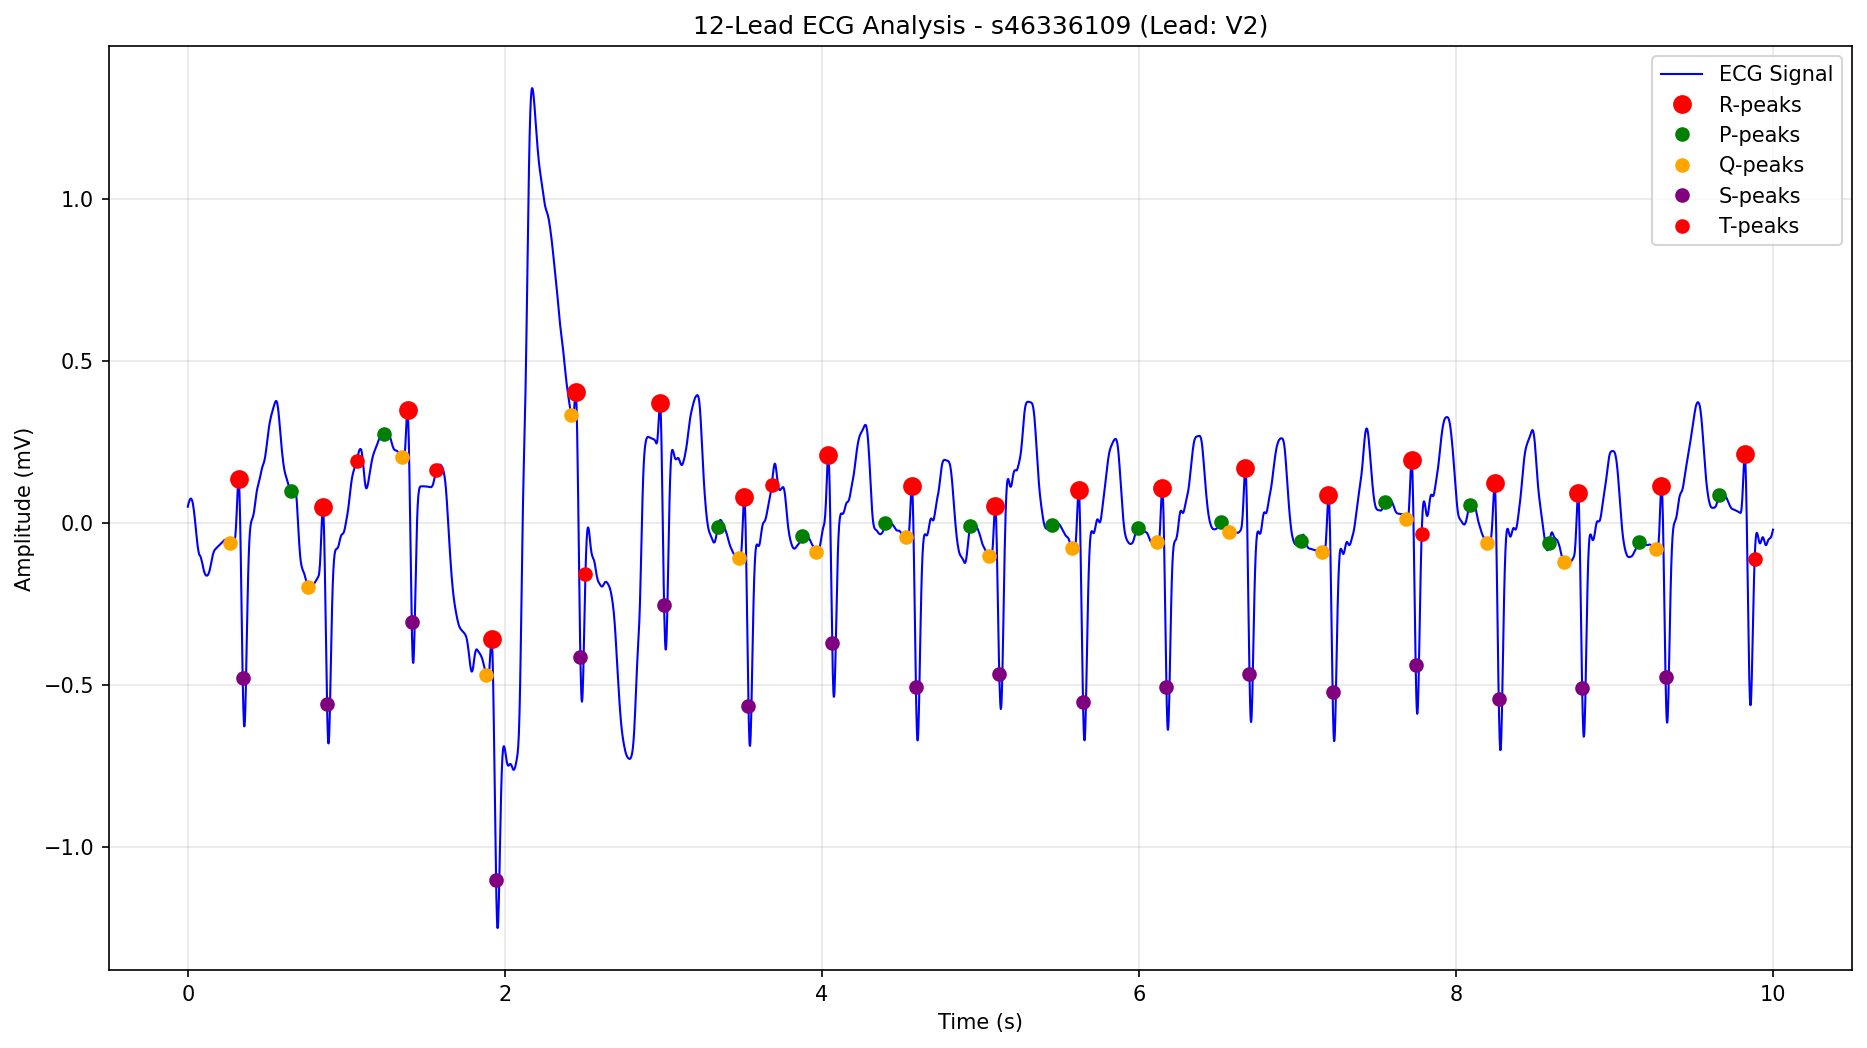 12-Lead ECG Analysis - s46336109 (Lead: V2)
ECG Signal
R-peaks
P-peaks
Q-peaks
S-peaks
T-peaks
Amplitude (mV)
1.0
0.5
0.0
−0.5
−1.0
0 2 4 6 8 10
Time (s)